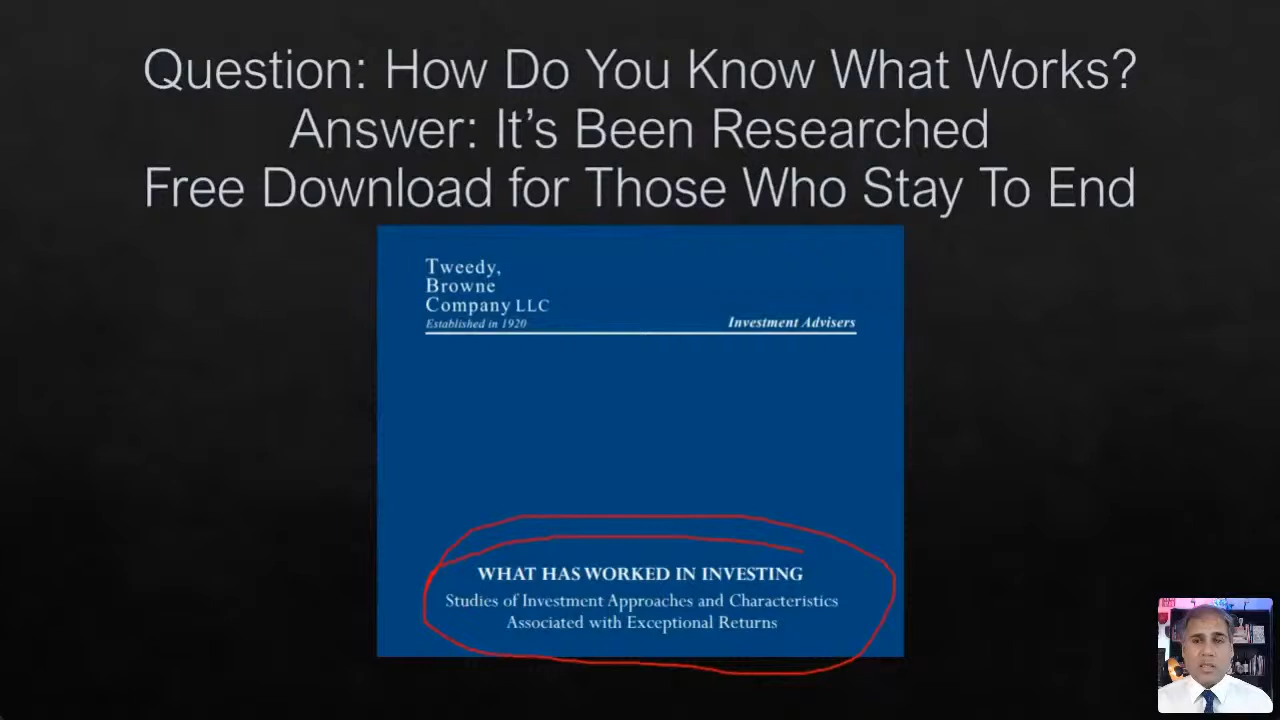 Question: How Do You Know What Works?
Answer: It’s Been Researched
Free Download for Those Who Stay To End
Tweedy,
Browne
Company LLC
Established in 1920
Investment Advisers
WHAT HAS WORKED IN INVESTING
Studies of Investment Approaches and Characteristics
Associated with Exceptional Returns